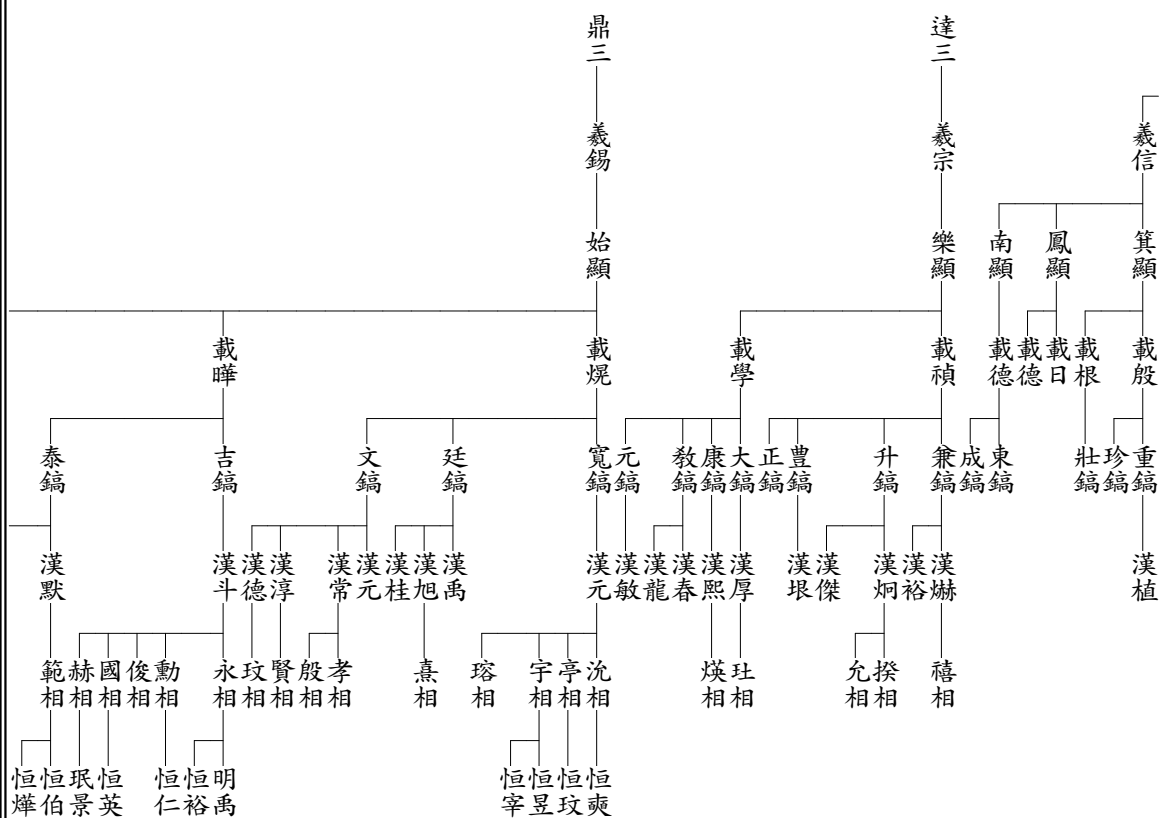 鼎三
達三
羲錫
羲宗
羲信
始顯
樂顯
南顯
鳳顯
箕顯
載曄
載熀
載學
載禎
載德
載德
載日
載根
載殷
泰鎬
吉鎬
文鎬
廷鎬
寬鎬
元鎬
敎鎬
康鎬
大鎬
正鎬
豊鎬
升鎬
兼鎬
成鎬
東鎬
壯鎬
珍鎬
重鎬
漢默
漢斗
漢德
漢淳
漢常
漢元
漢桂
漢旭
漢禹
漢元
漢敏
漢龍
漢春
漢熙
漢厚
漢垠
漢傑
漢炯
漢裕
漢爀
漢植
範相
赫相
國相
俊相
勳相
永相
玟相
賢相
殷相
孝相
熹相
瑢相
宇相
亭相
沇相
煐相
玤相
允相
揆相
禧相
恒燁
恒伯
珉景
恒英
恒仁
恒裕
明禹
恒宰
恒昱
恒玟
恒奭